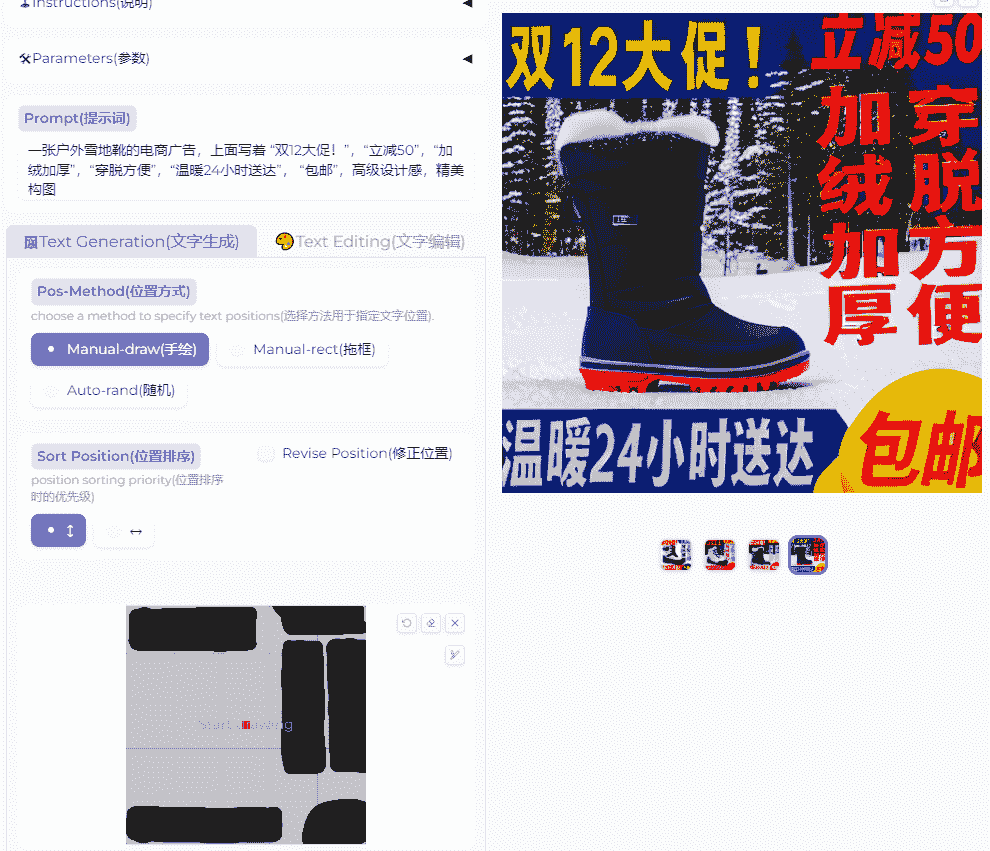 Instructions(说明)
Parameters(参数)
Prompt(提示词)
一张户外雪地靴的电商广告，上面写着 “双12大促！”，“立减50”，“加
绒加厚”，“穿脱方便”，“温暖24小时送达”， “包邮”，高级设计感，精美
构图
Text Generation(文字生成)
Text Editing(文字编辑)
Pos-Method(位置方式)
choose a method to specify text positions(选择方法用于指定文字位置).
Manual-draw(手绘)
Manual-rect(拖框)
Auto-rand(随机)
Sort Position(位置排序)
position sorting priority(位置排序
时的优先级)
Revise Position(修正位置)
Start drawing
双12大促！
立减50
加绒加厚
穿脱方便
温暖24小时送达
包邮